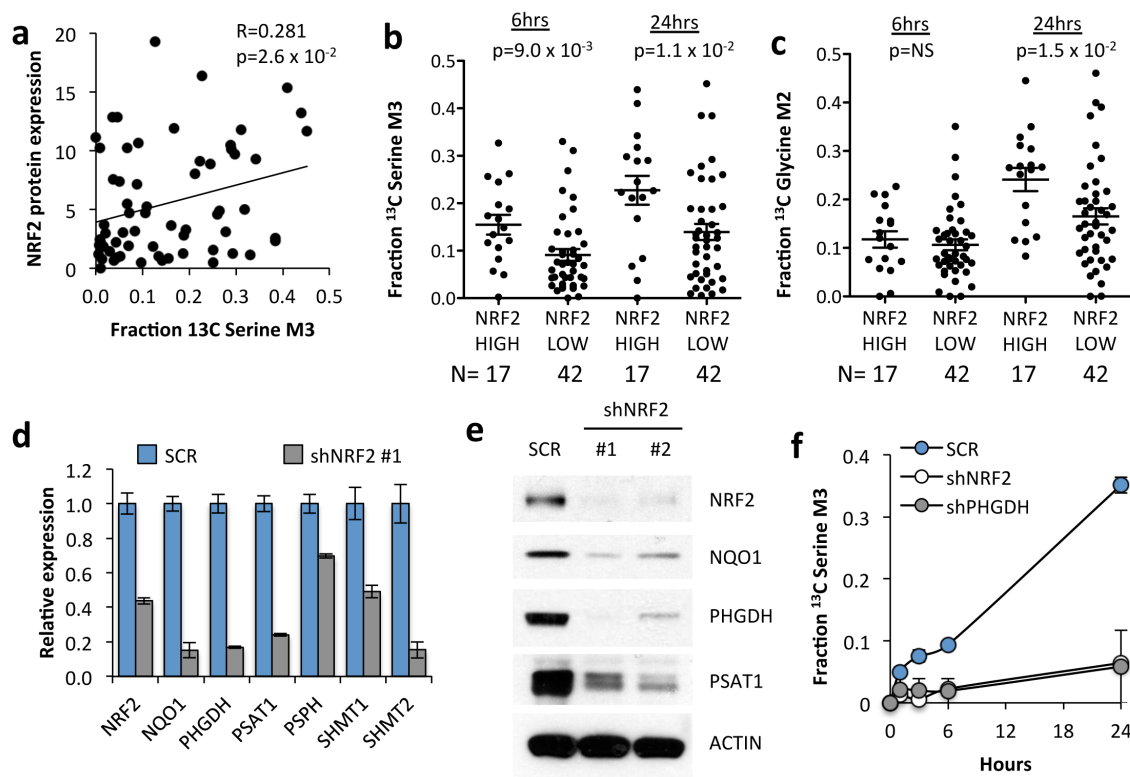 a
R=0.281
p=2.6 x 10-2
NRF2 protein expression
20
15
10
5
0
0.0 0.1 0.2 0.3 0.4 0.5
Fraction 13C Serine M3
b
6hrs 24hrs
p=9.0 x 10-3 p=1.1 x 10-2
Fraction 13C Serine M3
0.5
0.4
0.3
0.2
0.1
0.0
NRF2 NRF2 NRF2 NRF2
HIGH LOW HIGH LOW
N= 17 42 17 42
c
6hrs 24hrs
p=NS p=1.5 x 10-2
Fraction 13C Glycine M2
0.5
0.4
0.3
0.2
0.1
0.0
NRF2 NRF2 NRF2 NRF2
HIGH LOW HIGH LOW
17 42 17 42
d
SCR shNRF2 #1
Relative expression
1.2
1.0
0.8
0.6
0.4
0.2
0.0
NRF2 NQO1 PHGDH PSAT1 PSPH SHMT1 SHMT2
e
shNRF2
SCR #1 #2
NRF2
NQO1
PHGDH
PSAT1
ACTIN
f
SCR
shNRF2
shPHGDH
Fraction 13C Serine M3
0.4
0.3
0.2
0.1
0
0 6 12 18 24
Hours